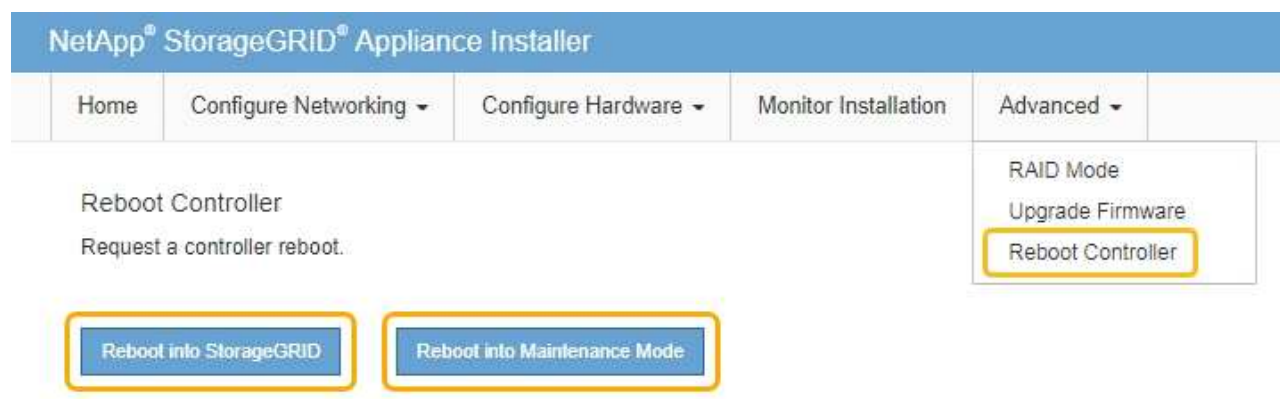 NetApp® StorageGRID® Appliance Installer
Home Configure Networking Configure Hardware Monitor Installation Advanced
RAID Mode
Upgrade Firmware
Reboot Controller
Reboot Controller
Request a controller reboot.
Reboot into StorageGRID Reboot into Maintenance Mode